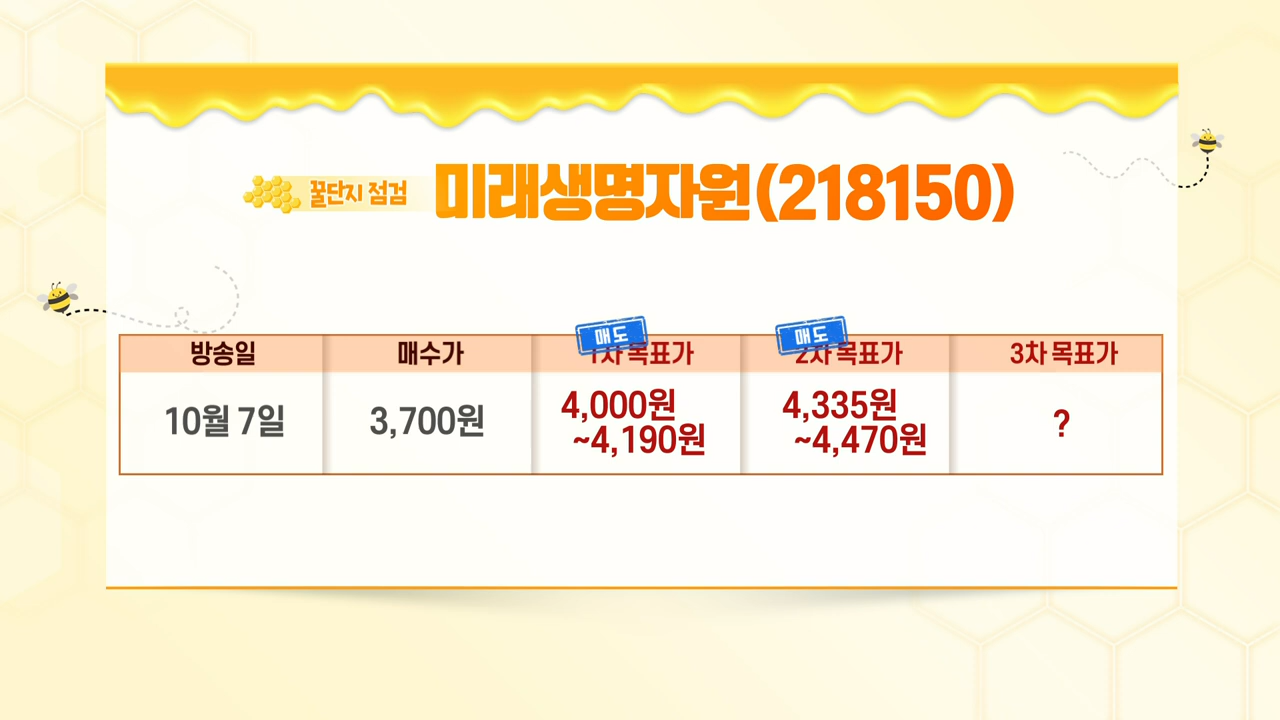 꿀단지 점검 미래생명자원(218150)
매도 매도
방송일 매수가 1차 목표가 2차 목표가 3차 목표가
10월 7일 3,700원 4,000원 4,335원 ?
~4,190원 ~4,470원